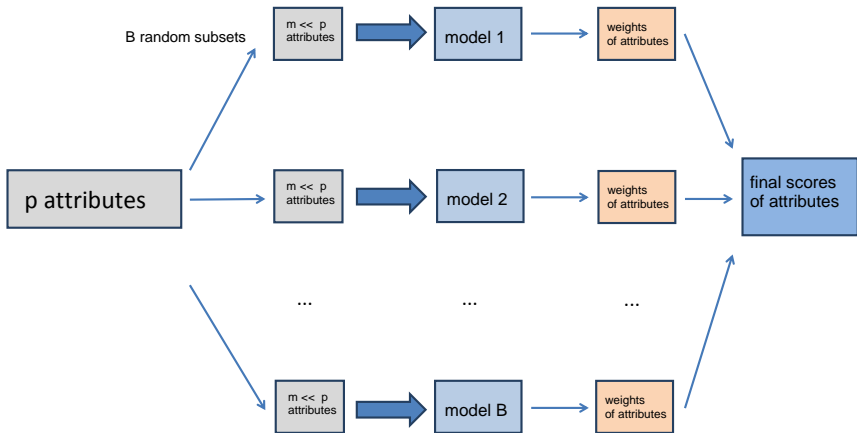 B random subsets
m << p
attributes
model 1
weights
of attributes
p attributes
m << p
attributes
model 2
weights
of attributes
final scores
of attributes
...
...
...
m << p
attributes
model B
weights
of attributes